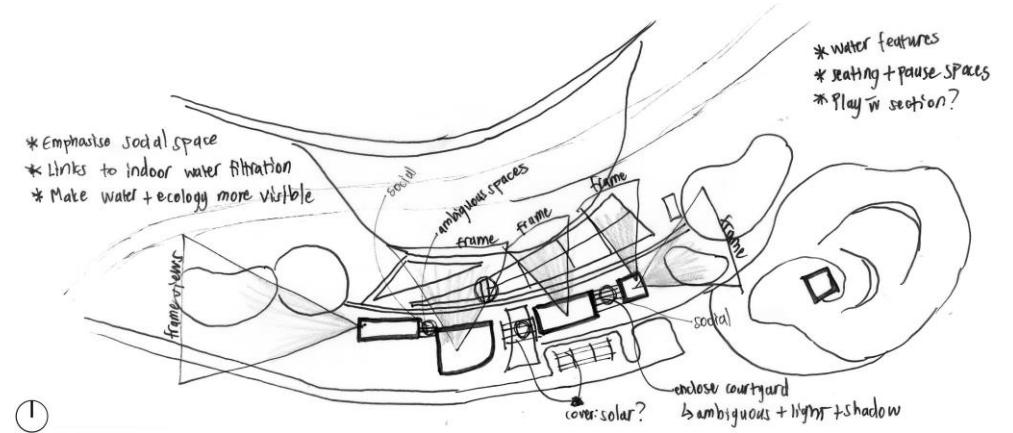 * Water features
* seating + pause spaces
* Play w̄ section?
* Emphasise social space
* Links to indoor water filtration
* Make water + ecology more visible
social
ambiguous spaces
frame
frame
frame
frame
frame views
social
enclose courtyard
↳ ambiguous + light + shadow
cover: solar?